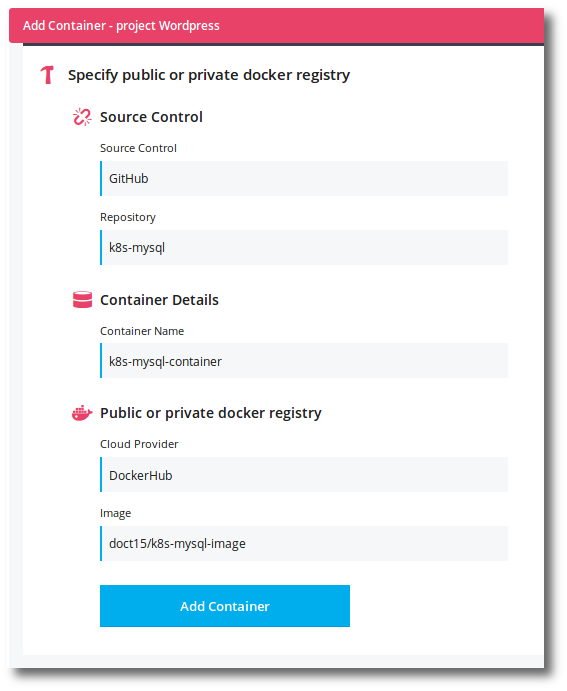 Add Container - project Wordpress
Specify public or private docker registry
Source Control
Source Control
GitHub
Repository
k8s-mysql
Container Details
Container Name
k8s-mysql-container
Public or private docker registry
Cloud Provider
DockerHub
Image
doct15/k8s-mysql-image
Add Container